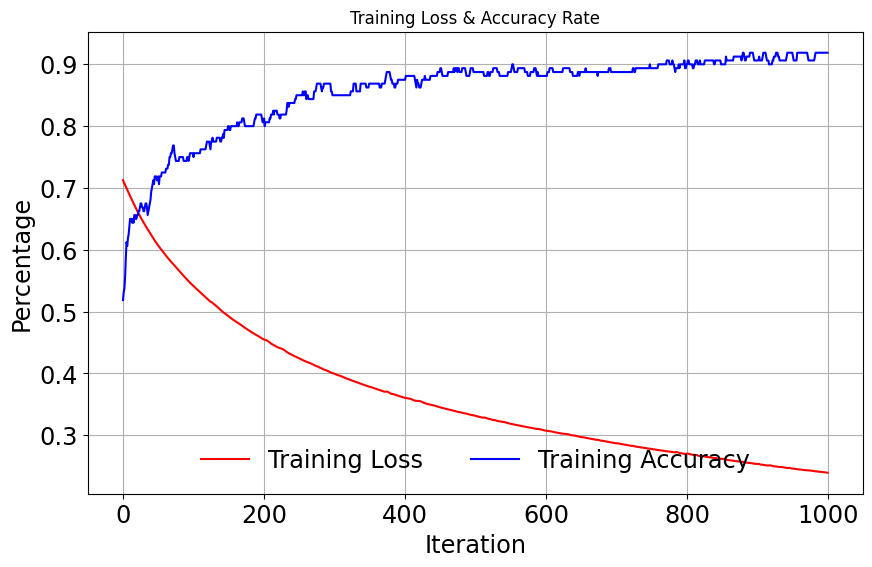 Training Loss & Accuracy Rate
Percentage
0.9
0.8
0.7
0.6
0.5
0.4
0.3
Training Loss Training Accuracy
0 200 400 600 800 1000
Iteration